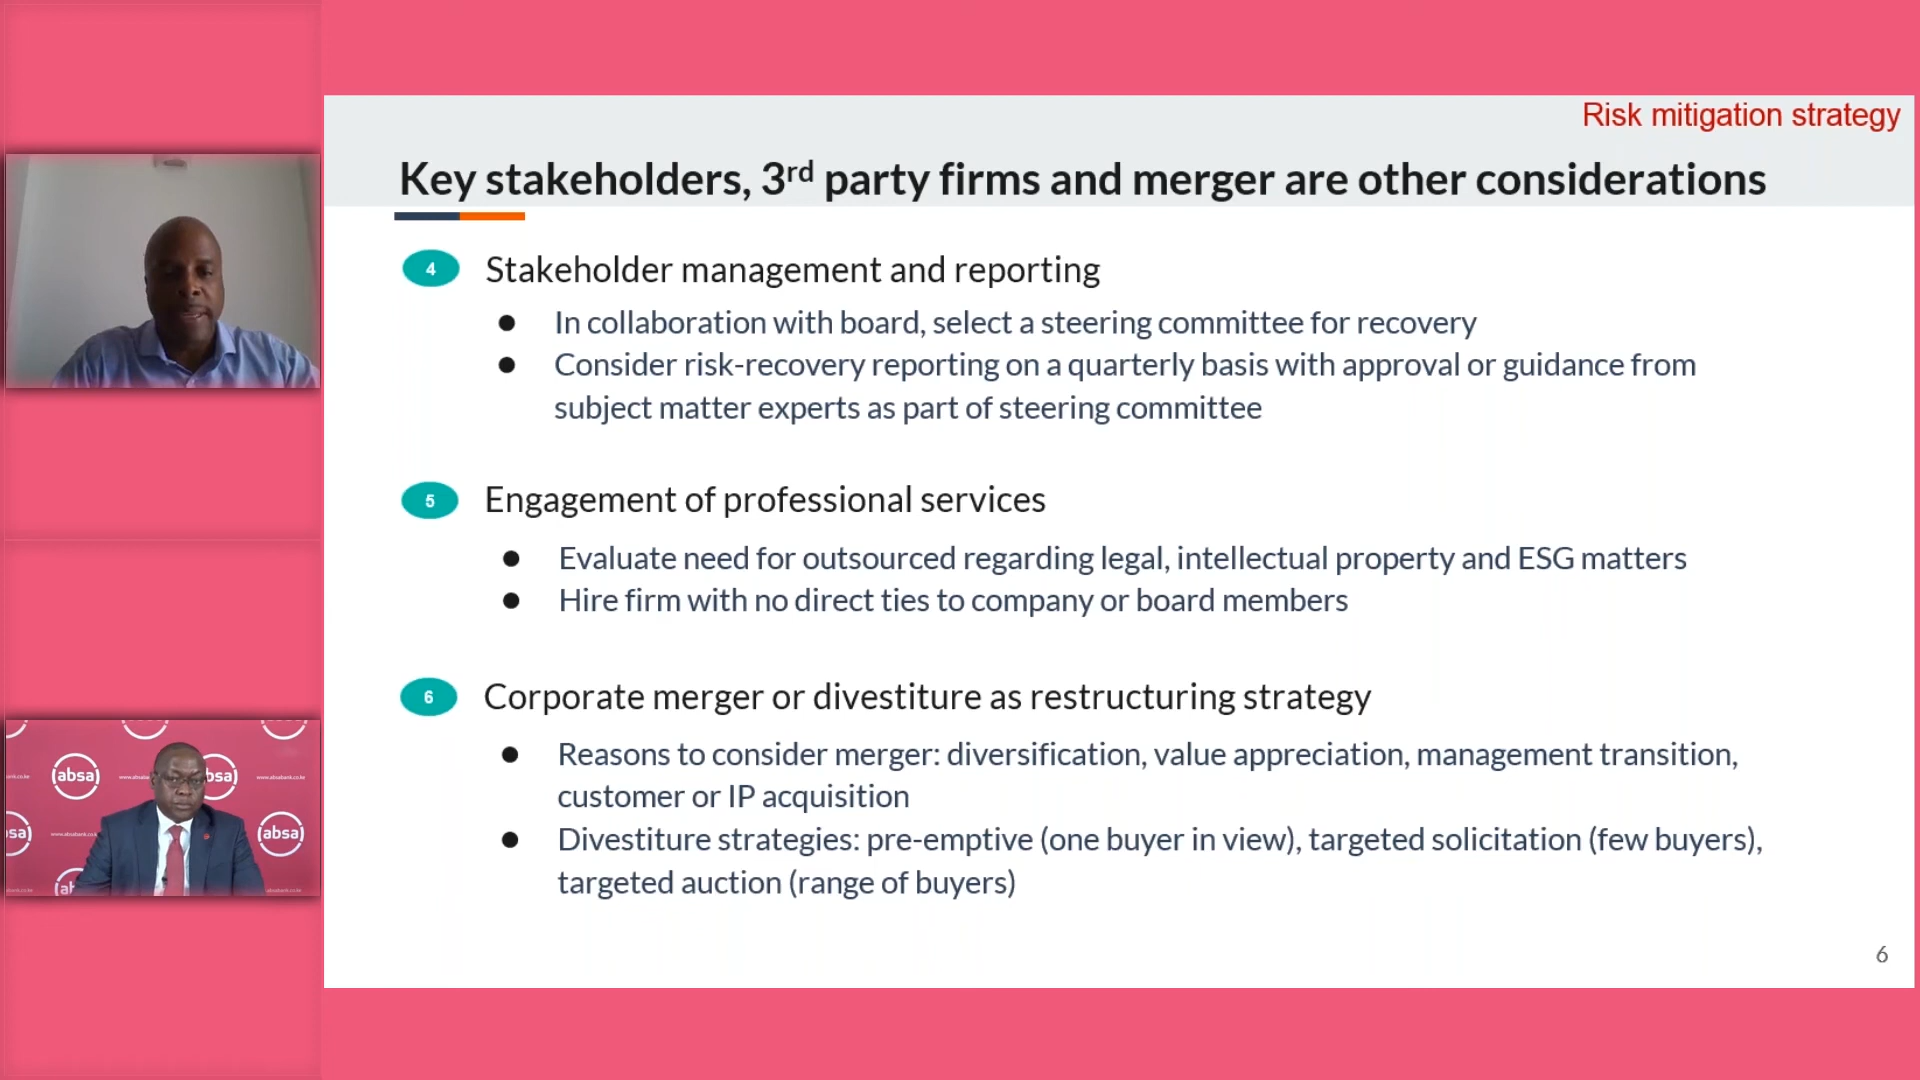 Risk mitigation strategy
Key stakeholders, 3rd party firms and merger are other considerations
4 Stakeholder management and reporting
● In collaboration with board, select a steering committee for recovery
● Consider risk-recovery reporting on a quarterly basis with approval or guidance from
subject matter experts as part of steering committee
5 Engagement of professional services
● Evaluate need for outsourced regarding legal, intellectual property and ESG matters
● Hire firm with no direct ties to company or board members
6 Corporate merger or divestiture as restructuring strategy
● Reasons to consider merger: diversification, value appreciation, management transition,
customer or IP acquisition
● Divestiture strategies: pre-emptive (one buyer in view), targeted solicitation (few buyers),
targeted auction (range of buyers)
6
(absa)
bsa)
sa)
(absa)